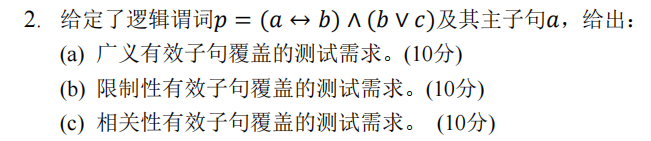 2. 给定了逻辑谓词p = (a ↔ b) ∧ (b ∨ c)及其主子句a，给出：
(a) 广义有效子句覆盖的测试需求。(10分)
(b) 限制性有效子句覆盖的测试需求。(10分)
(c) 相关性有效子句覆盖的测试需求。 (10分)